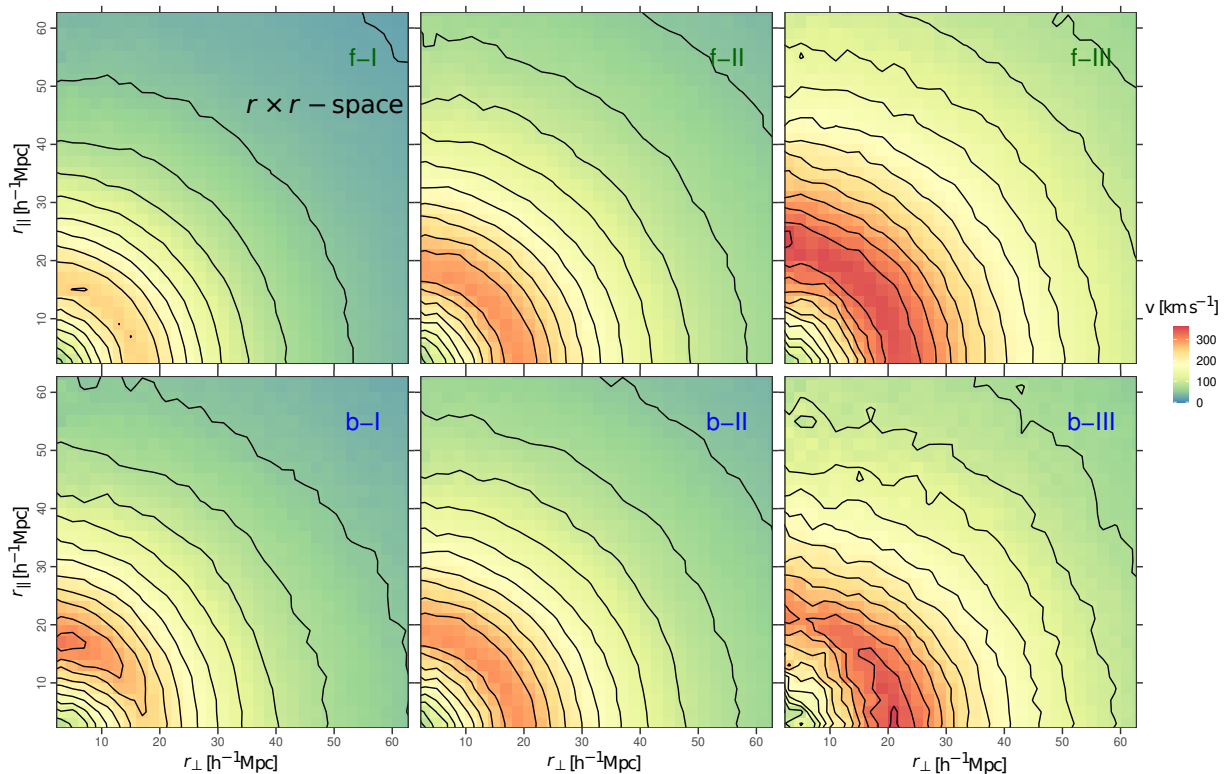 f−I
r × r − space
f−II
f−III
60
50
40
30
20
10
r|| [h⁻¹Mpc]
v [km s⁻¹]
300
200
100
0
b−I
b−II
b−III
60
50
40
30
20
10
r|| [h⁻¹Mpc]
10 20 30 40 50 60 10 20 30 40 50 60 10 20 30 40 50 60
r⊥ [h⁻¹Mpc] r⊥ [h⁻¹Mpc] r⊥ [h⁻¹Mpc]